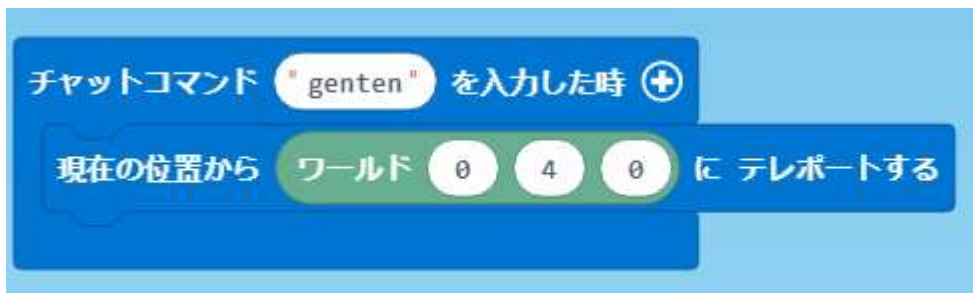 チャットコマンド "genten" を入力した時
現在の位置から ワールド 0 4 0 に テレポートする